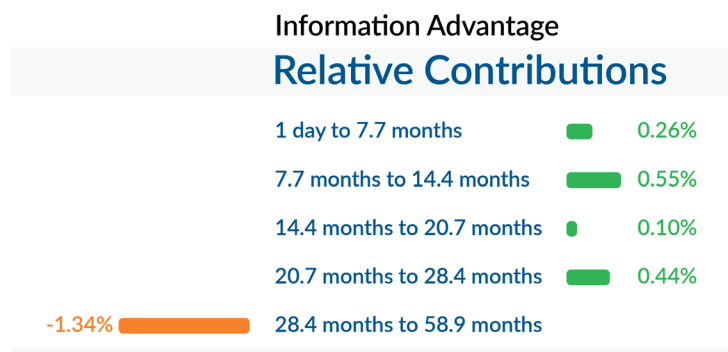 Information Advantage
Relative Contributions
1 day to 7.7 months 0.26%
7.7 months to 14.4 months 0.55%
14.4 months to 20.7 months 0.10%
20.7 months to 28.4 months 0.44%
-1.34% 28.4 months to 58.9 months